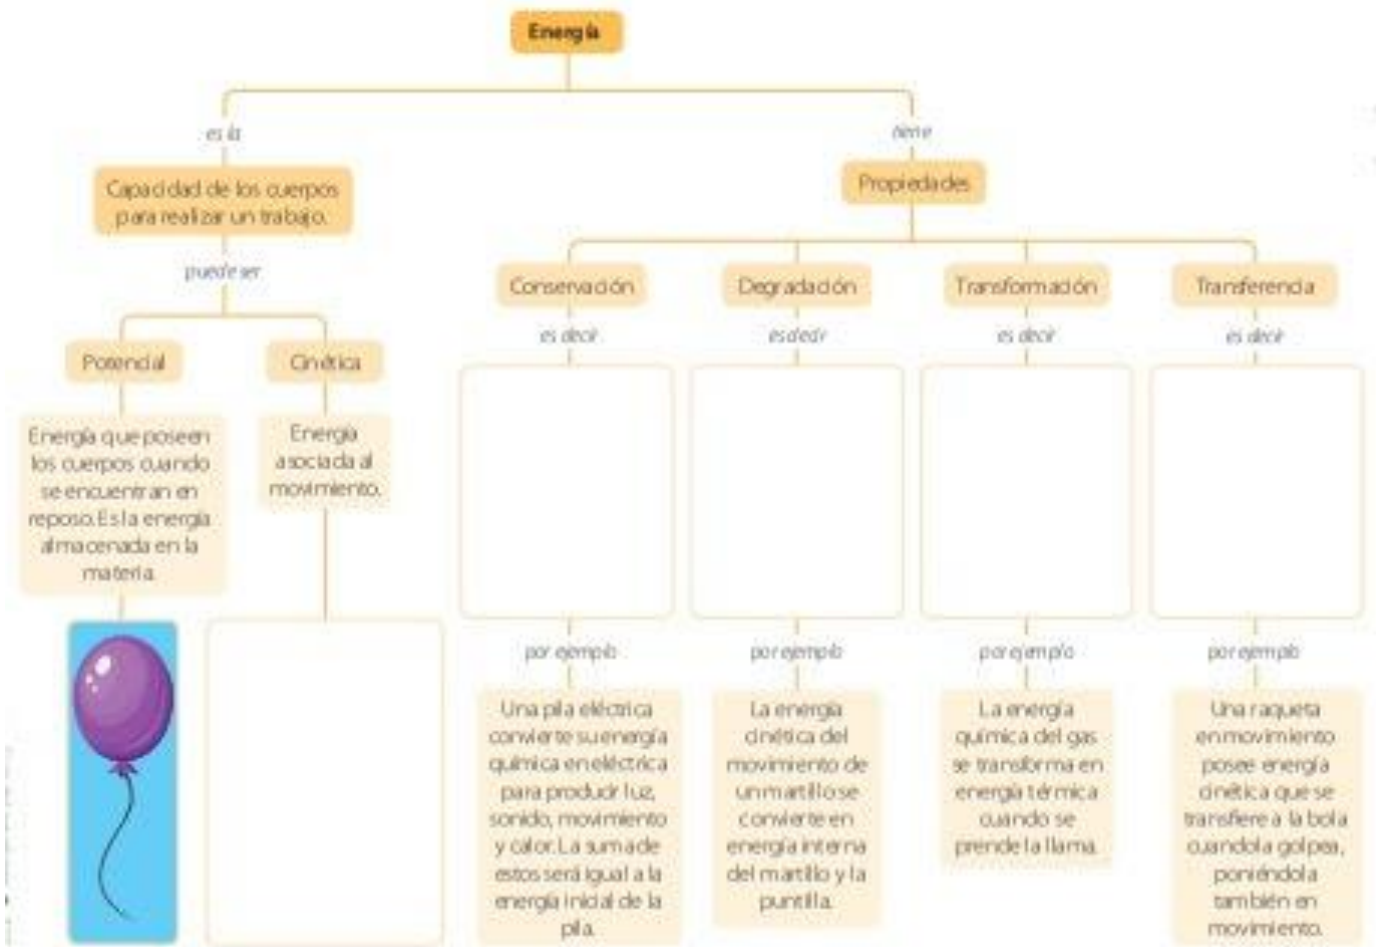 Energía
es la
tiene
Capacidad de los cuerpos
para realizar un trabajo.
Propiedades
puede ser
Conservación
Degradación
Transformación
Transferencia
es decir
es decir
es decir
es decir
Potencial
Cinética
Energía que poseen
los cuerpos cuando
se encuentran en
reposo. Es la energía
almacenada en la
materia.
Energía
asociada al
movimiento.
por ejemplo
por ejemplo
por ejemplo
por ejemplo
Una pila eléctrica
convierte su energía
química en eléctrica
para producir luz,
sonido, movimiento
y calor. La suma de
estos será igual a la
energía inicial de la
pila.
La energía
cinética del
movimiento de
un martillo se
convierte en
energía interna
del martillo y la
puntilla.
La energía
química del gas
se transforma en
energía térmica
cuando se
prende la llama.
Una raqueta
en movimiento
posee energía
cinética que se
transfiere a la bola
cuando la golpea,
poniéndola
también en
movimiento.